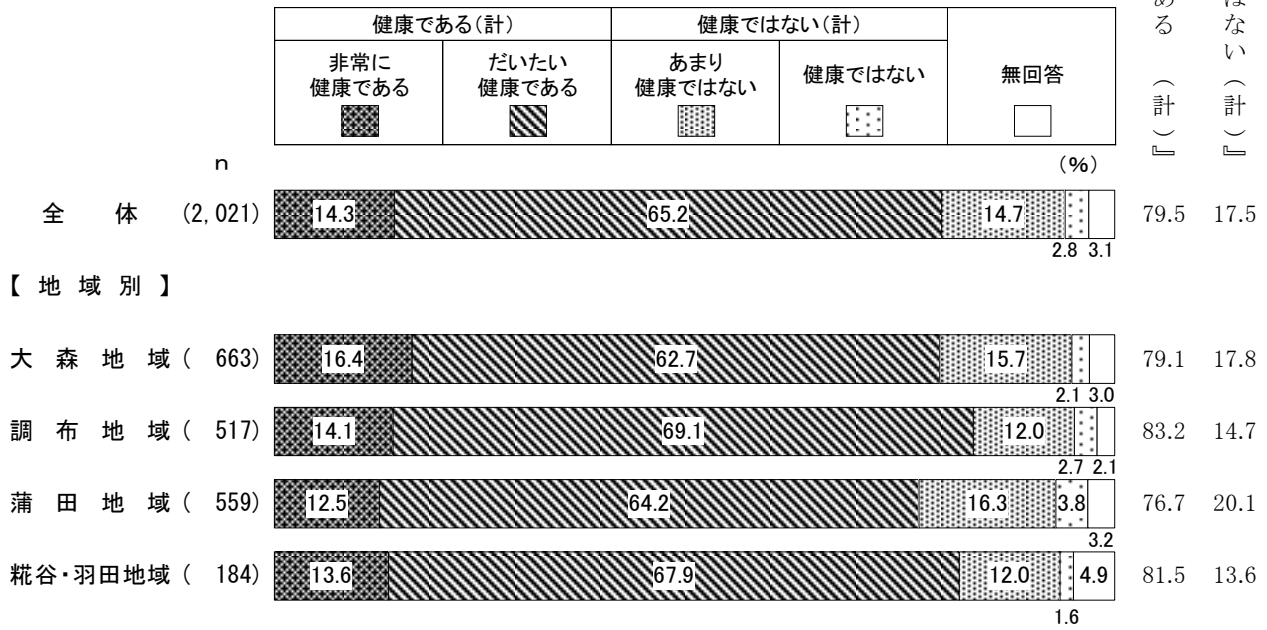 健康である（計）　健康ではない（計）
非常に　だいたい　あまり
健康である　健康である　健康ではない　健康ではない　無回答
ある（計）』
はない（計）』
n　（%）
全体　(2,021)　14.3　65.2　14.7　79.5　17.5
2.8　3.1
【地域別】
大森地域（　663）　16.4　62.7　15.7　79.1　17.8
2.1　3.0
調布地域（　517）　14.1　69.1　12.0　83.2　14.7
2.7　2.1
蒲田地域（　559）　12.5　64.2　16.3　3.8　76.7　20.1
3.2
糀谷・羽田地域（　184）　13.6　67.9　12.0　4.9　81.5　13.6
1.6